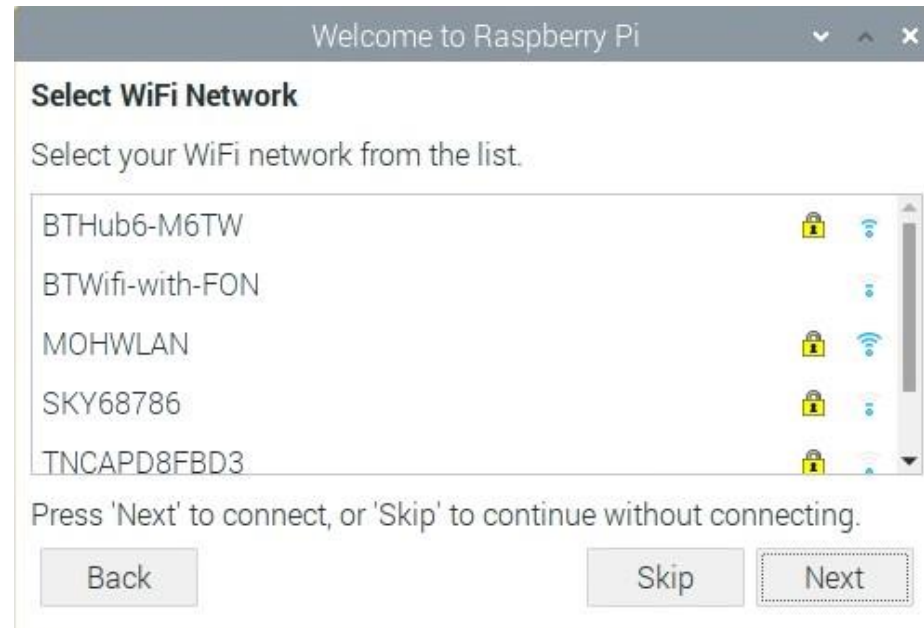 Welcome to Raspberry Pi
Select WiFi Network
Select your WiFi network from the list.
BTHub6-M6TW
BTWifi-with-FON
MOHWLAN
SKY68786
TNCAPD8FBD3
Press 'Next' to connect, or 'Skip' to continue without connecting.
Back Skip Next